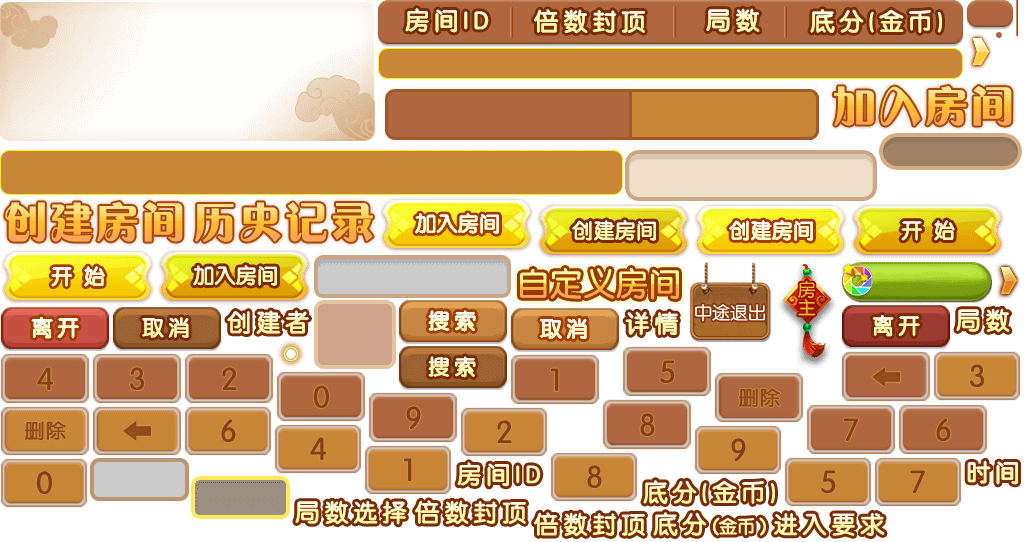 房间ID 倍数封顶 局数 底分(金币)
加入房间
创建房间 历史记录 加入房间 创建房间 创建房间 开始
开始 加入房间 自定义房间 中途退出 房主
离开 取消 创建者 搜索 取消 详情 离开 局数
搜索
4 3 2 0 1 5 删除 ← 3
删除 ← 6 4 9 2 8 9 7 6
0 1 房间ID 8 底分(金币) 5 7 时间
局数选择 倍数封顶 倍数封顶 底分(金币) 进入要求